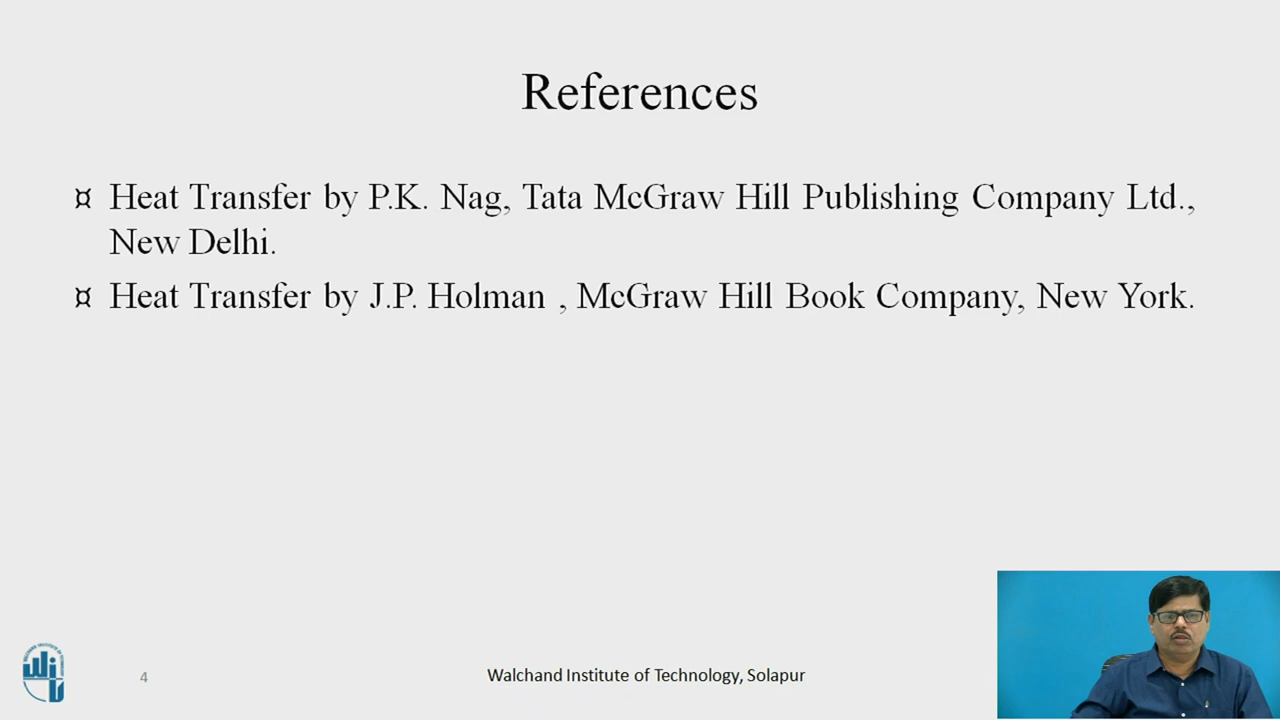 References
¤ Heat Transfer by P.K. Nag, Tata McGraw Hill Publishing Company Ltd.,
New Delhi.
¤ Heat Transfer by J.P. Holman , McGraw Hill Book Company, New York.
4
Walchand Institute of Technology, Solapur